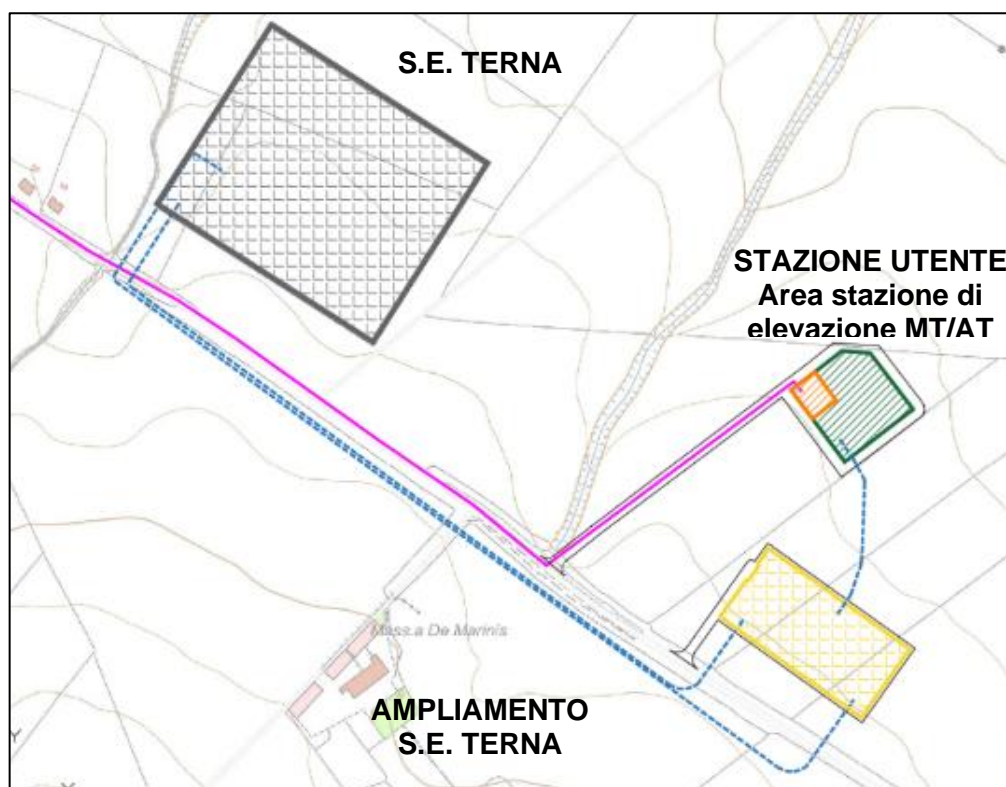 S.E. TERNA
STAZIONE UTENTE
Area stazione di
elevazione MT/AT
Mass.a De Marinis
AMPLIAMENTO
S.E. TERNA